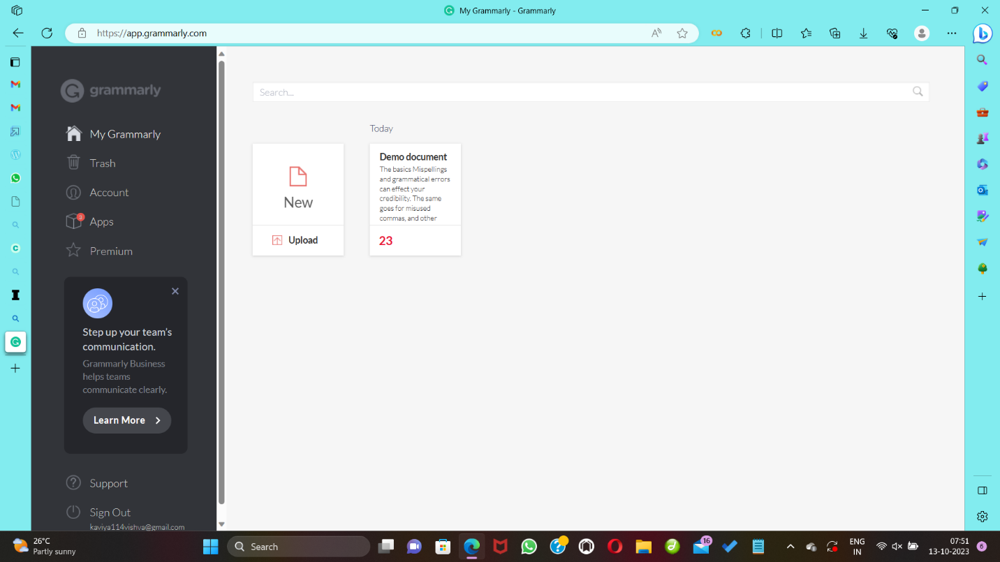 My Grammarly - Grammarly
https://app.grammarly.com
grammarly
My Grammarly
Trash
Account
3
Apps
Premium
Step up your team's
communication.
Grammarly Business
helps teams
communicate clearly.
Learn More
Support
Sign Out
kaviya114vishva@gmail.com
Search...
Today
New
Upload
Demo document
The basics Mispellings
and grammatical errors
can effect your
credibility. The same
goes for misused
commas, and other
23
26°C
Partly sunny
Search
16
ENG
IN
07:51
13-10-2023
6